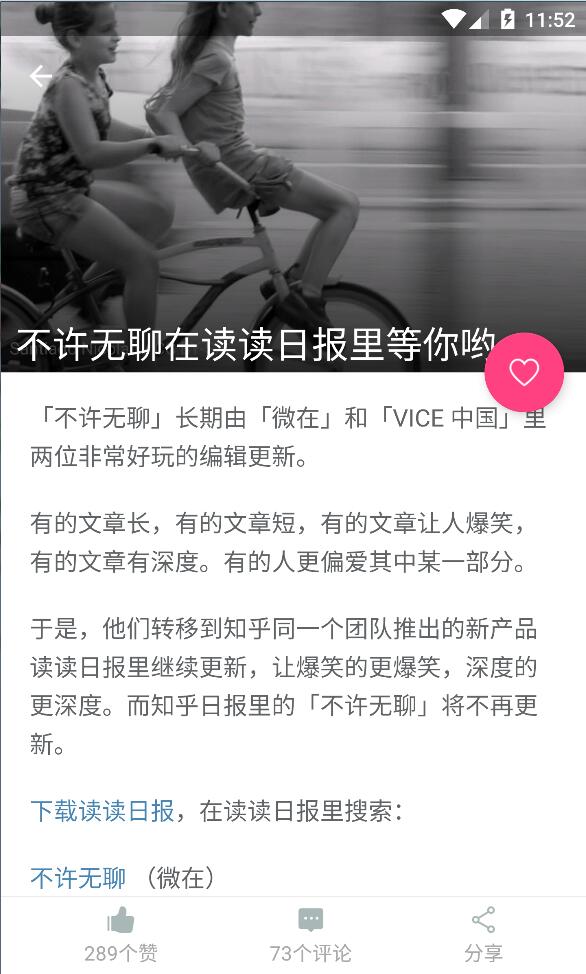 11:52
不许无聊在读读日报里等你哟
「不许无聊」长期由「微在」和「VICE 中国」里
两位非常好玩的编辑更新。
有的文章长，有的文章短，有的文章让人爆笑，
有的文章有深度。有的人更偏爱其中某一部分。
于是，他们转移到知乎同一个团队推出的新产品
读读日报里继续更新，让爆笑的更爆笑，深度的
更深度。而知乎日报里的「不许无聊」将不再更
新。
下载读读日报，在读读日报里搜索：
不许无聊 （微在）
289个赞
73个评论
分享